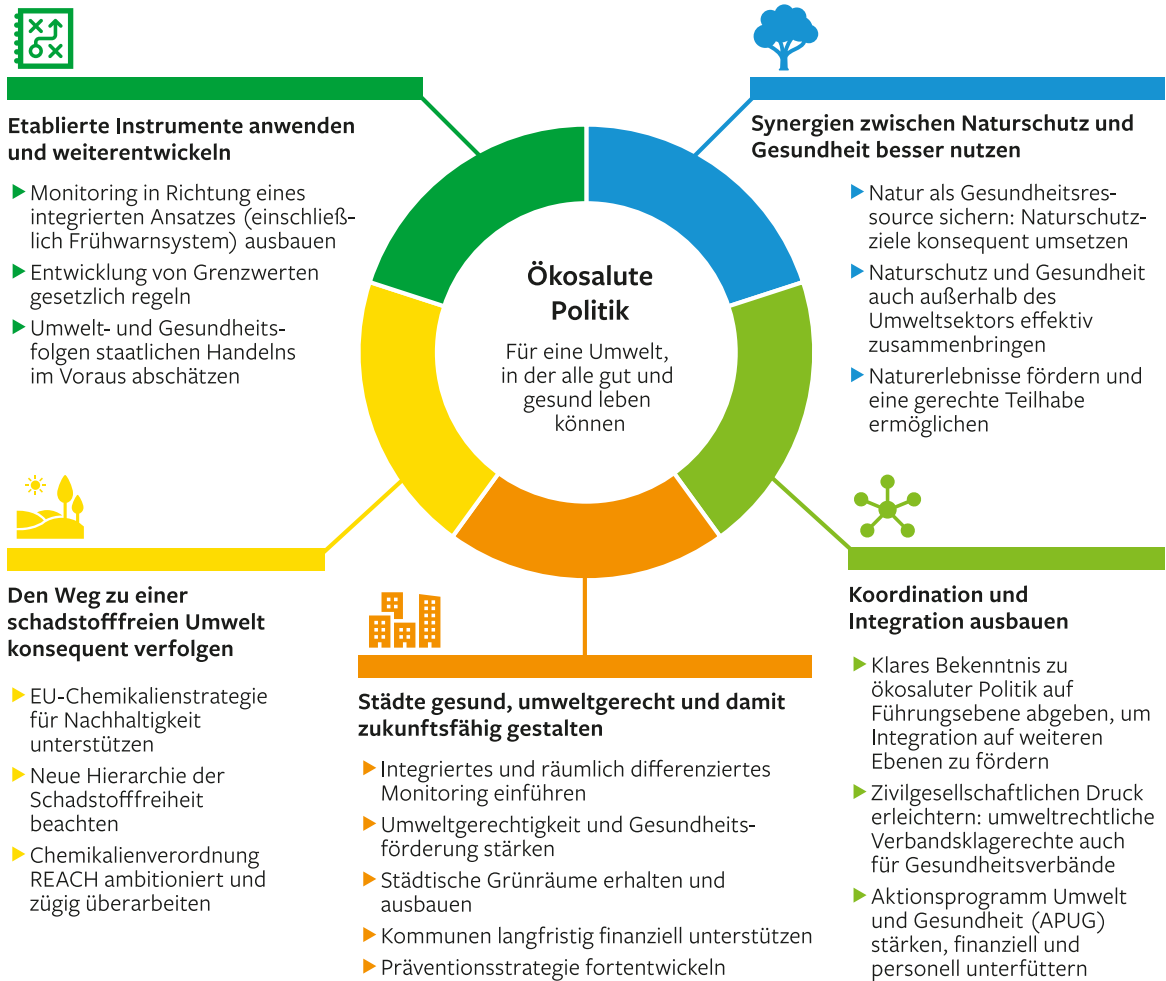 Etablierte Instrumente anwenden
und weiterentwickeln
Monitoring in Richtung eines
integrierten Ansatzes (einschließ-
lich Frühwarnsystem) ausbauen
Entwicklung von Grenzwerten
gesetzlich regeln
Umwelt- und Gesundheits-
folgen staatlichen Handelns
im Voraus abschätzen
Synergien zwischen Naturschutz und
Gesundheit besser nutzen
Natur als Gesundheitsres-
source sichern: Naturschutz-
ziele konsequent umsetzen
Naturschutz und Gesundheit
auch außerhalb des
Umweltsektors effektiv
zusammenbringen
Naturerlebnisse fördern und
eine gerechte Teilhabe
ermöglichen
Ökosalute
Politik
Für eine Umwelt,
in der alle gut und
gesund leben
können
Den Weg zu einer
schadstofffreien Umwelt
konsequent verfolgen
EU-Chemikalienstrategie
für Nachhaltigkeit
unterstützen
Neue Hierarchie der
Schadstofffreiheit
beachten
Chemikalienverordnung
REACH ambitioniert und
zügig überarbeiten
Städte gesund, umweltgerecht und damit
zukunftsfähig gestalten
Integriertes und räumlich differenziertes
Monitoring einführen
Umweltgerechtigkeit und Gesundheits-
förderung stärken
Städtische Grünräume erhalten und
ausbauen
Kommunen langfristig finanziell unterstützen
Präventionsstrategie fortentwickeln
Koordination und
Integration ausbauen
Klares Bekenntnis zu
ökosaluter Politik auf
Führungsebene abgeben, um
Integration auf weiteren
Ebenen zu fördern
Zivilgesellschaftlichen Druck
erleichtern: umweltrechtliche
Verbandsklagerechte auch
für Gesundheitsverbände
Aktionsprogramm Umwelt
und Gesundheit (APUG)
stärken, finanziell und
personell unterfüttern